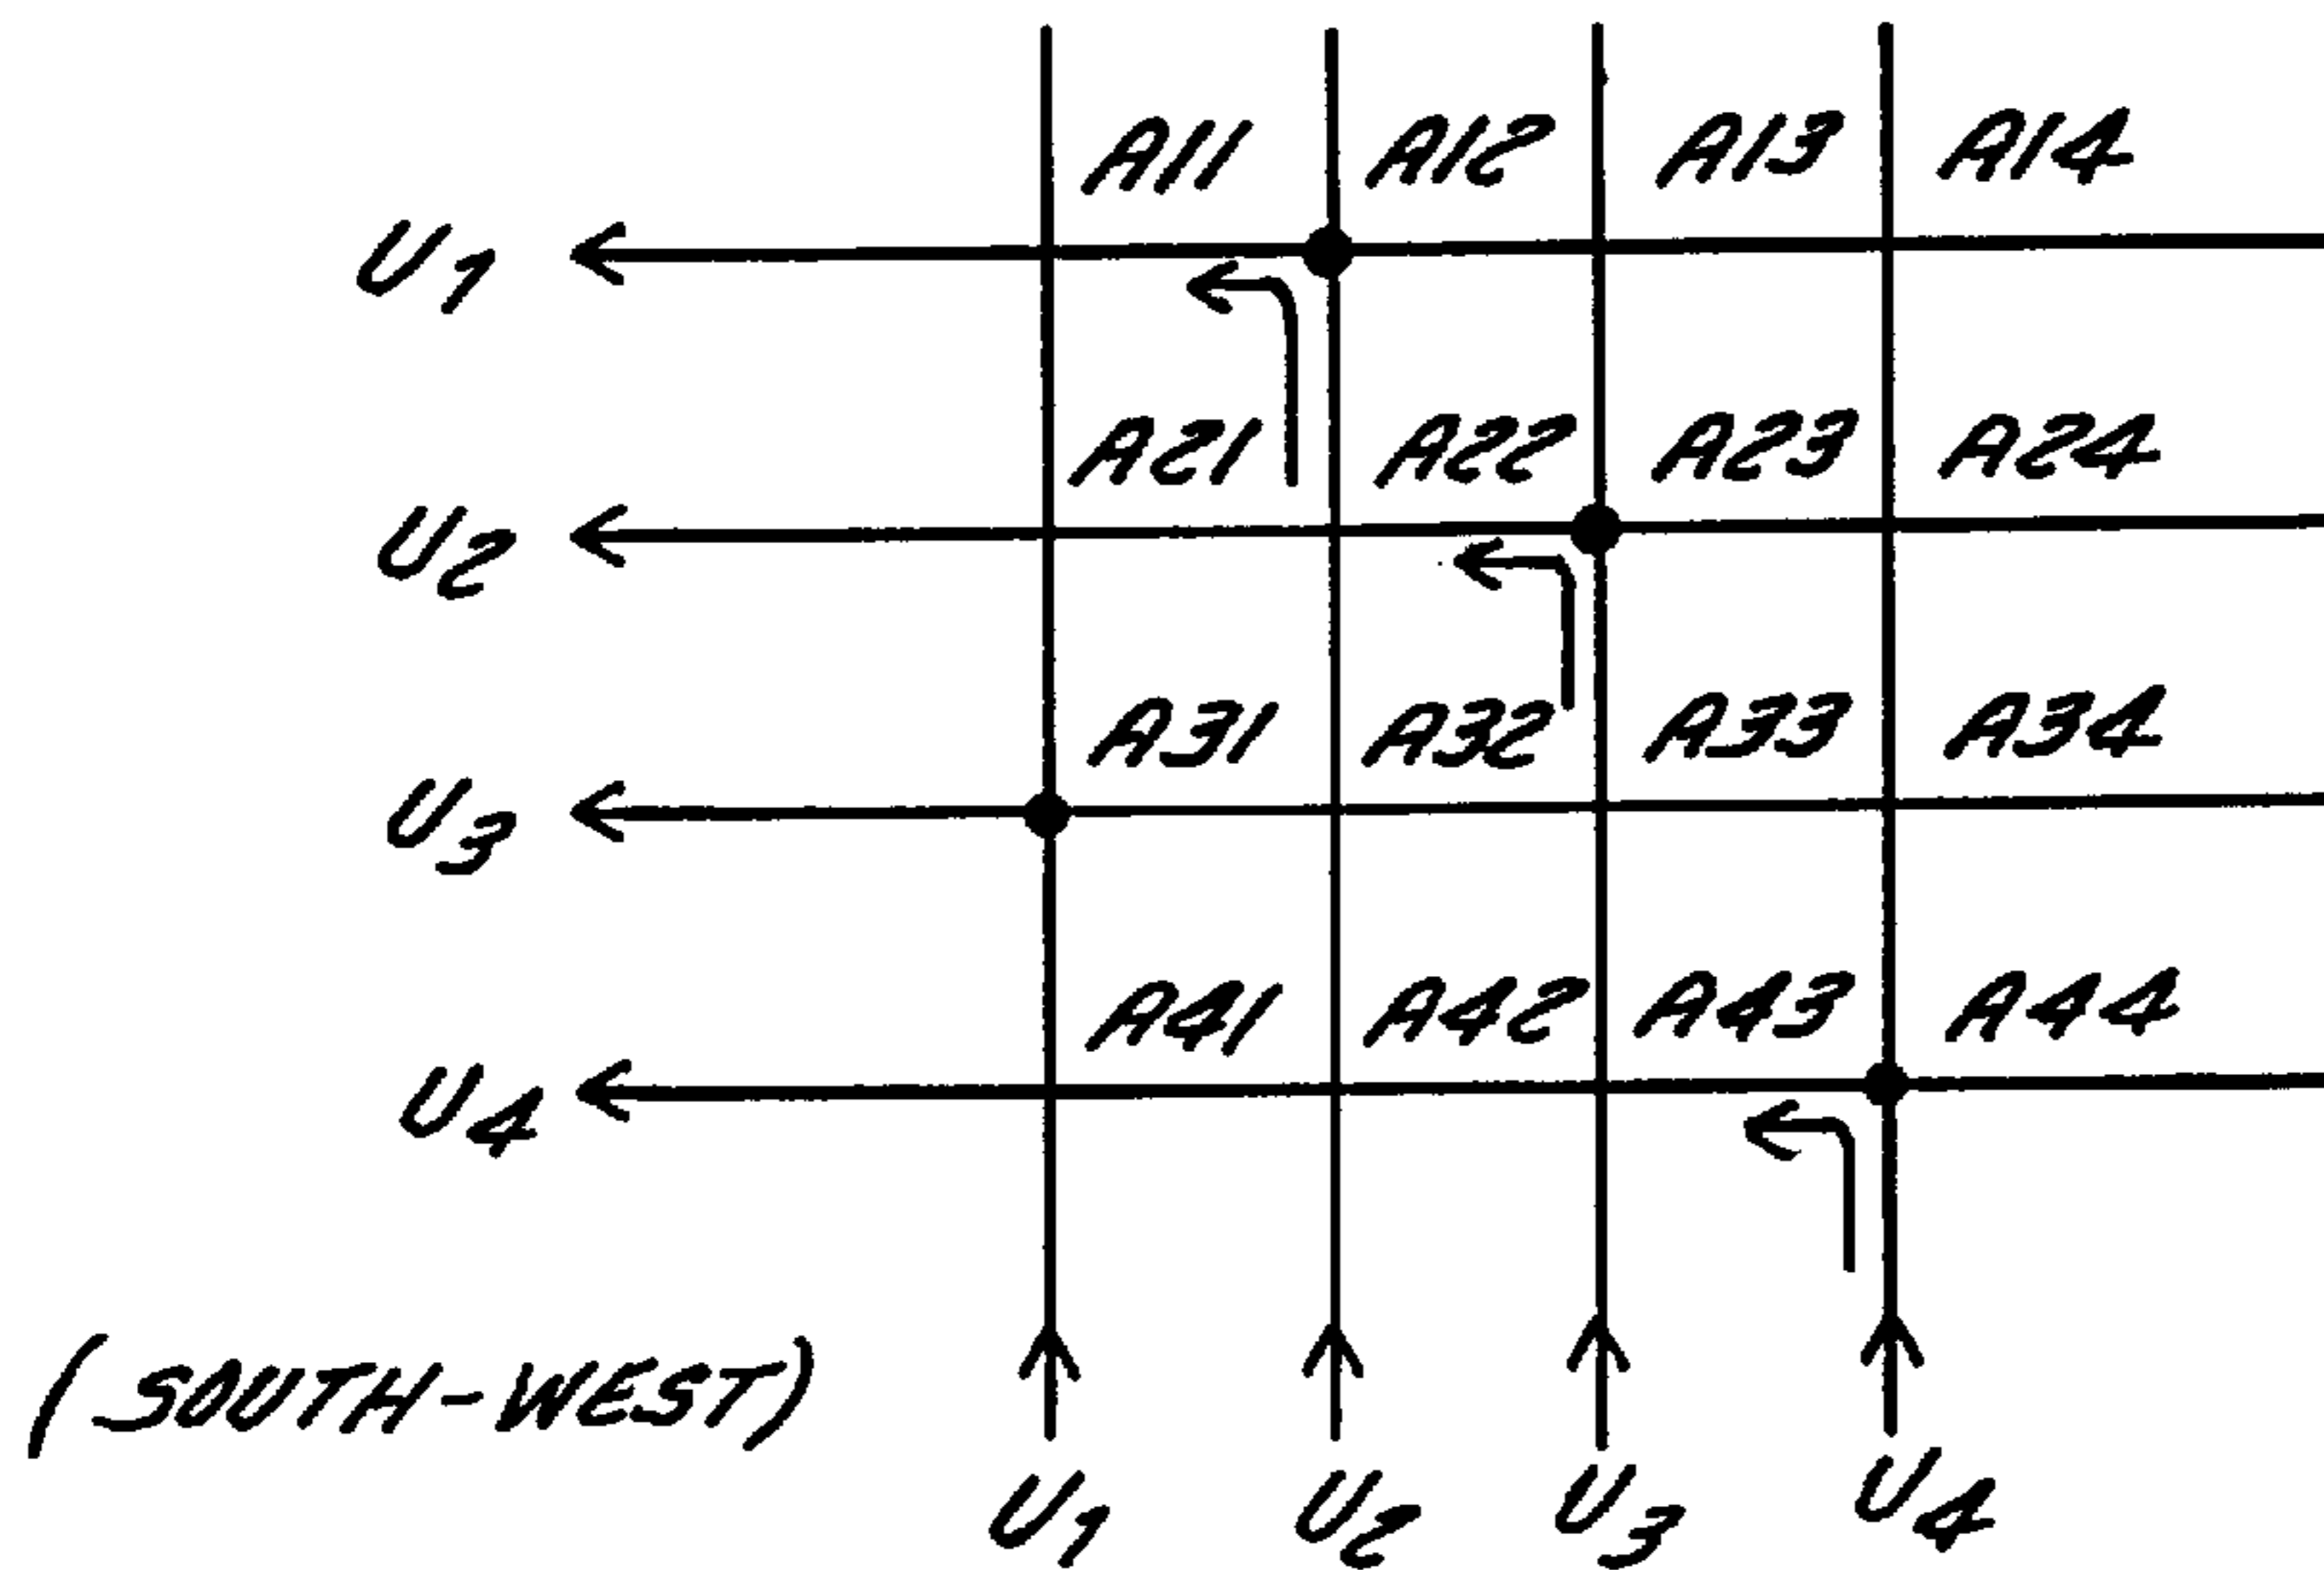 A11 A12 A13 A14
U1
A21 A22 A23 A24
U2
A31 A32 A33 A34
U3
A41 A42 A43 A44
U4
(SOUTH-WEST)
U1 U2 U3 U4